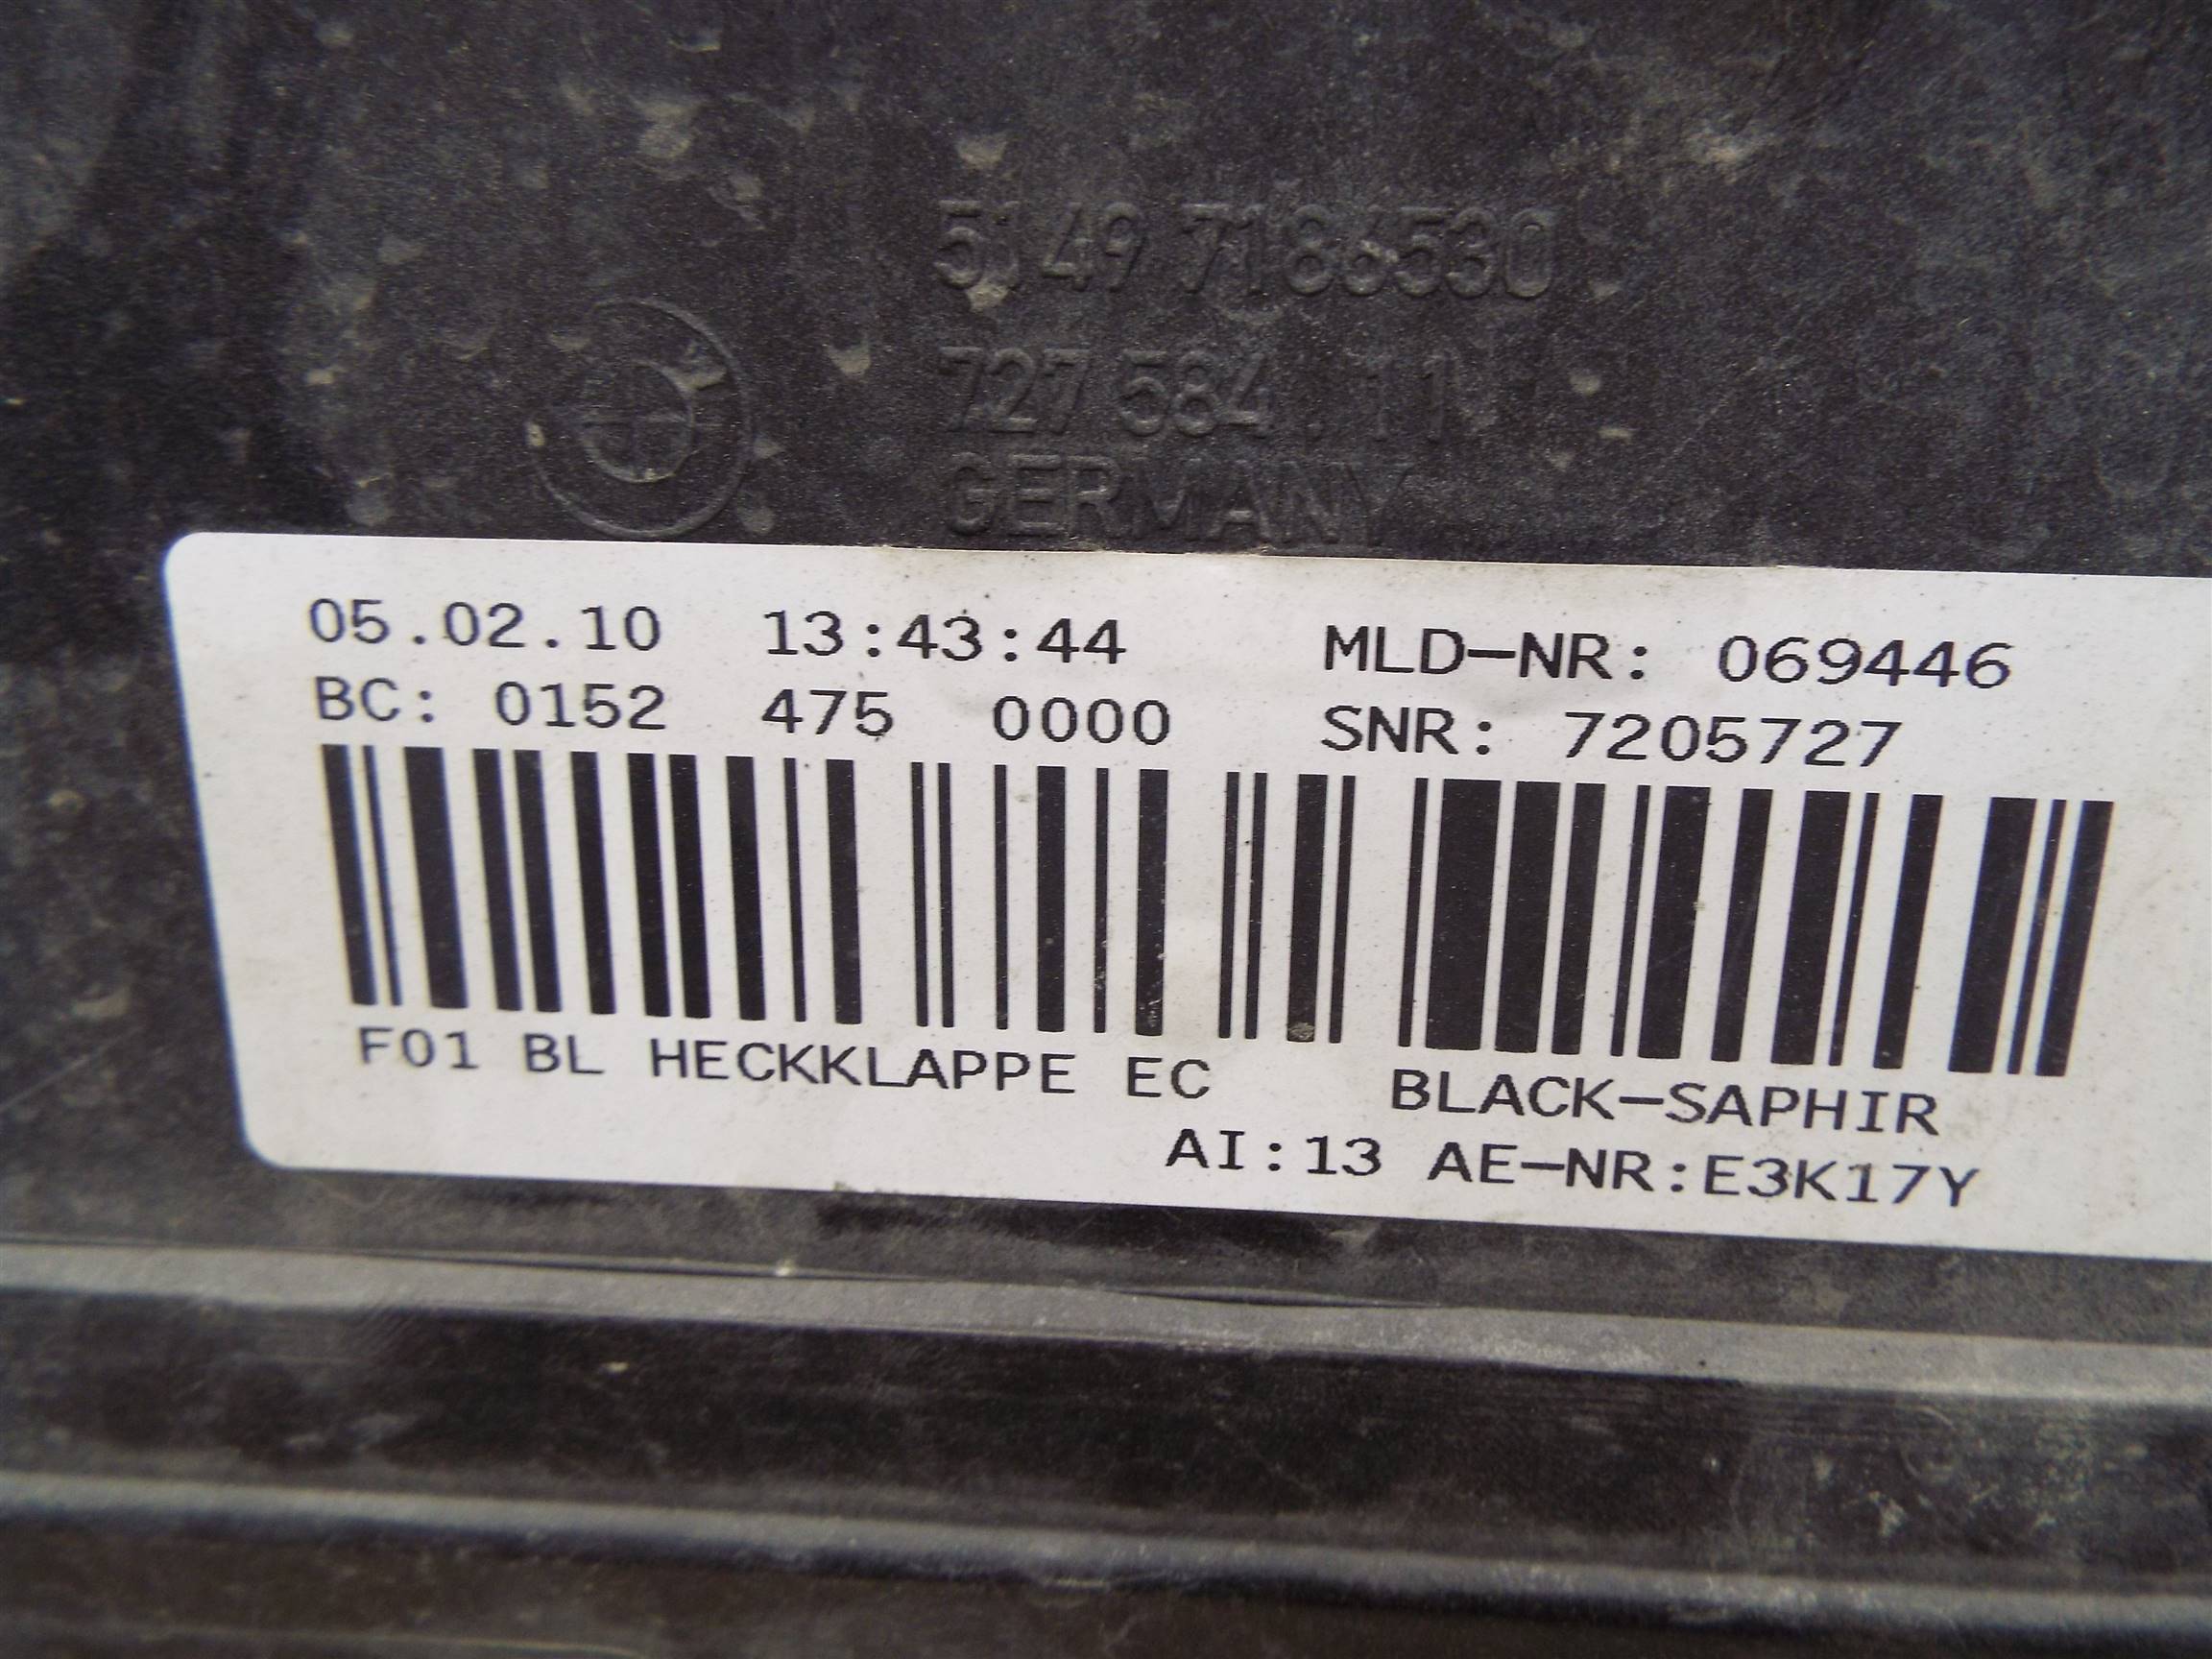 5149 7186530
727 584 . 11
GERMANY
05.02.10 13:43:44 MLD-NR: 069446
BC: 0152 475 0000 SNR: 7205727
F01 BL HECKKLAPPE EC BLACK-SAPHIR
AI:13 AE-NR:E3K17Y